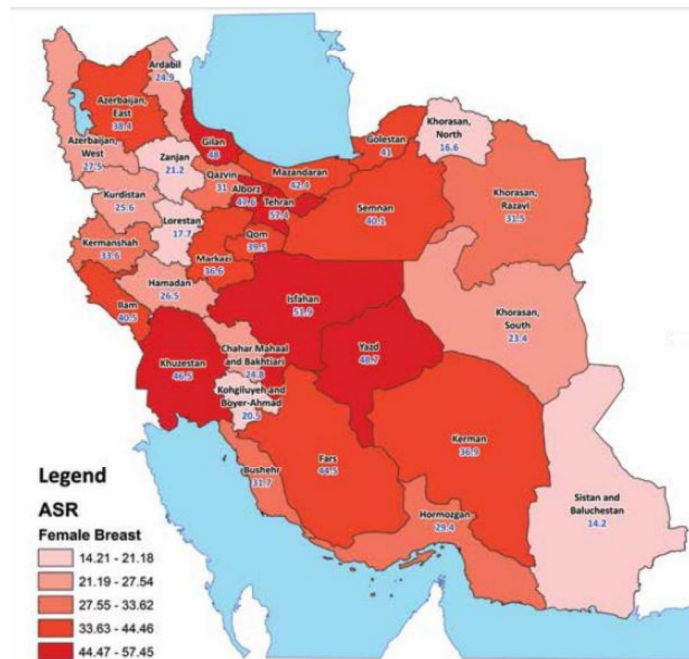 Ardabil
24.9
Azerbaijan,
East
38.4
Azerbaijan,
West
27.5
Gilan
48
Zanjan
21.2
Qazvin
31
Alborz
47.6
Tehran
57.4
Mazandaran
42.4
Golestan
41
Khorasan,
North
16.6
Khorasan,
Razavi
31.5
Semnan
40.1
Kurdistan
25.6
Lorestan
17.7
Kermanshah
33.6
Markazi
36.6
Qom
39.5
Hamadan
26.5
Ilam
40.5
Isfahan
51.9
Khorasan,
South
23.4
Yazd
48.7
Khuzestan
46.5
Chahar Mahaal
and Bakhtiari
24.8
Kohgiluyeh and
Boyer-Ahmad
20.5
Fars
44.5
Kerman
36.9
Bushehr
31.7
Hormozgan
29.4
Sistan and
Baluchestan
14.2
Legend
ASR
Female Breast
14.21 - 21.18
21.19 - 27.54
27.55 - 33.62
33.63 - 44.46
44.47 - 57.45